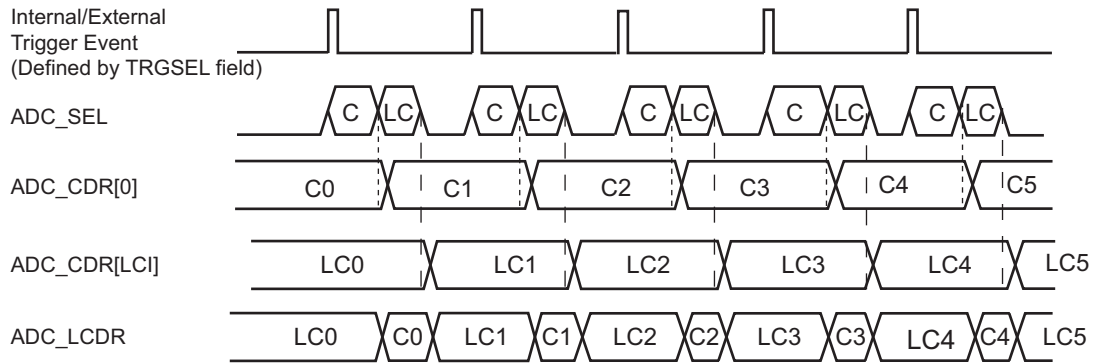 Internal/External
Trigger Event
(Defined by TRGSEL field)
ADC_SEL C LC C LC C LC C LC C LC
ADC_CDR[0] C0 C1 C2 C3 C4 C5
ADC_CDR[LCI] LC0 LC1 LC2 LC3 LC4 LC5
ADC_LCDR LC0 C0 LC1 C1 LC2 C2 LC3 C3 LC4 C4 LC5